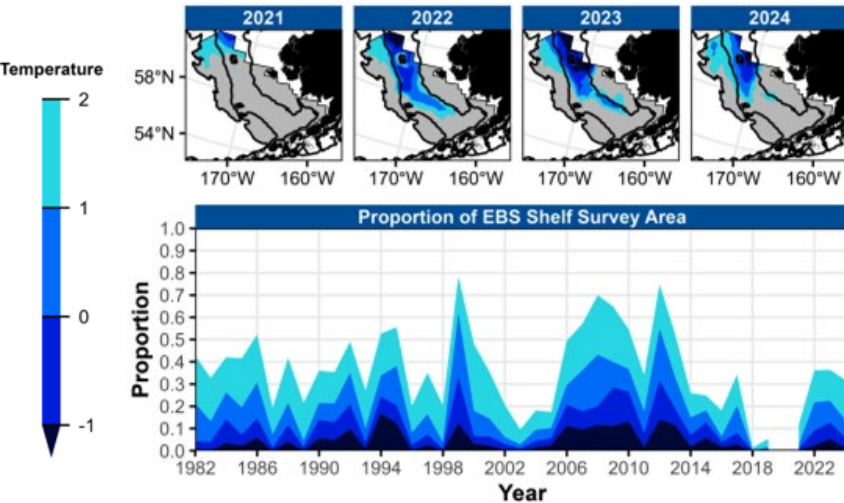 2021 2022 2023 2024
Temperature
2
1
0
-1
58°N
54°N
170°W 160°W 170°W 160°W 170°W 160°W 170°W 160°W
Proportion of EBS Shelf Survey Area
Proportion
1.0
0.9
0.8
0.7
0.6
0.5
0.4
0.3
0.2
0.1
0.0
1982 1986 1990 1994 1998 2002 2006 2010 2014 2018 2022
Year